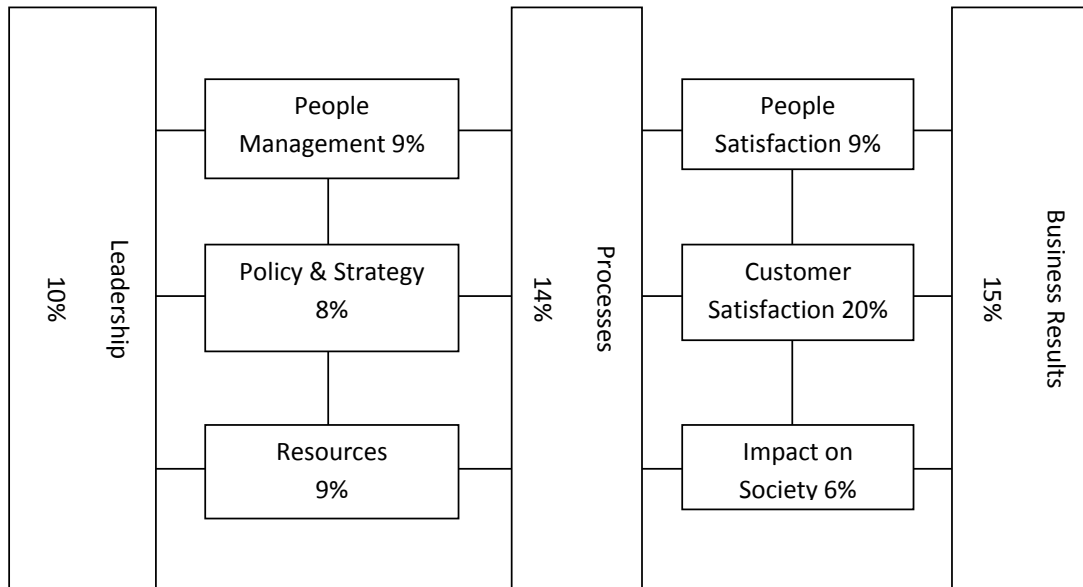 Leadership
10%
People
Management 9%
Policy & Strategy
8%
Resources
9%
Processes
14%
People
Satisfaction 9%
Customer
Satisfaction 20%
Impact on
Society 6%
Business Results
15%